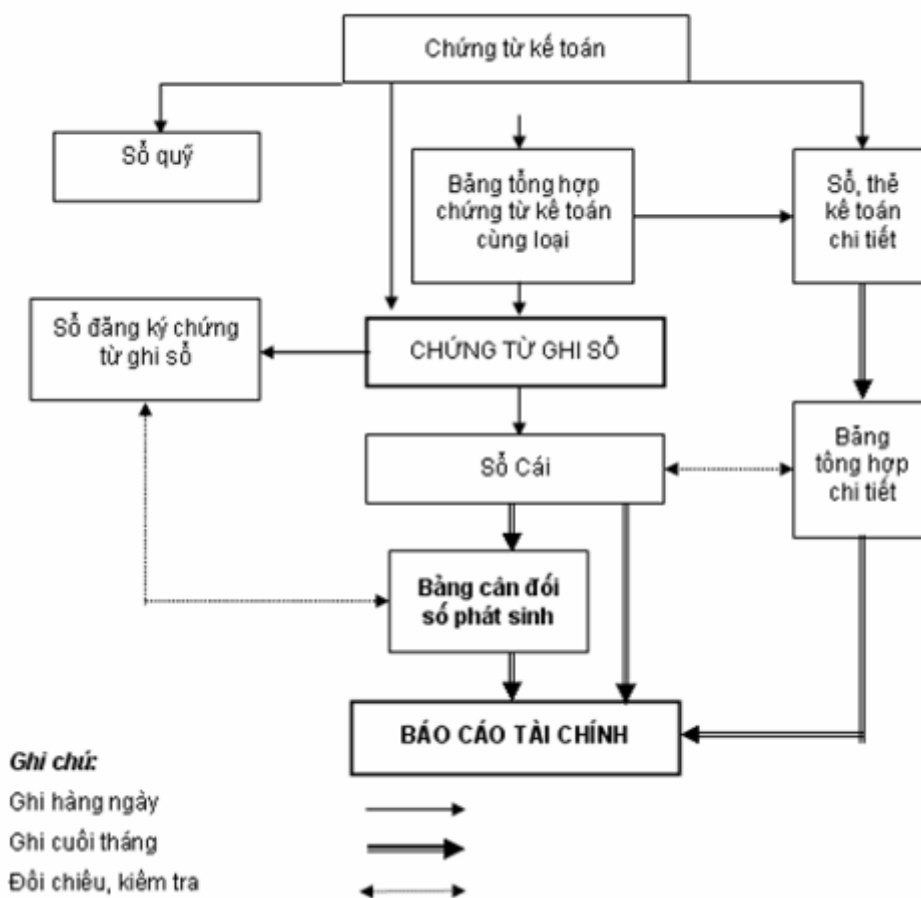 Chứng từ kế toán
Sổ quỹ
Bảng tổng hợp
chứng từ kế toán
cùng loại
Sổ, thẻ
kế toán
chi tiết
Sổ đăng ký chứng
từ ghi sổ
CHỨNG TỪ GHI SỔ
Sổ Cái
Bảng
tổng hợp
chi tiết
Bảng cân đối
số phát sinh
BÁO CÁO TÀI CHÍNH
Ghi chú:
Ghi hàng ngày
Ghi cuối tháng
Đối chiếu, kiểm tra